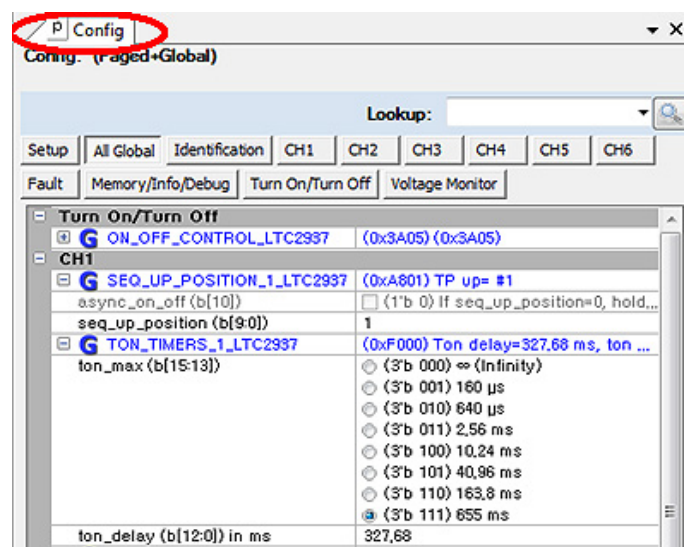 P Config
Config: (Paged+Global)
Lookup:
Setup All Global Identification CH1 CH2 CH3 CH4 CH5 CH6
Fault Memory/Info/Debug Turn On/Turn Off Voltage Monitor
Turn On/Turn Off
G ON_OFF_CONTROL_LTC2937 (0x3A05) (0x3A05)
CH1
G SEQ_UP_POSITION_1_LTC2937 (0xA801) TP up= #1
async_on_off (b[10]) (1'b 0) If seq_up_position=0, hold...
seq_up_position (b[9:0]) 1
G TON_TIMERS_1_LTC2937 (0xF000) Ton delay=327,68 ms, ton ...
ton_max (b[15:13]) (3'b 000) ∞ (Infinity)
(3'b 001) 160 μs
(3'b 010) 640 μs
(3'b 011) 2,56 ms
(3'b 100) 10,24 ms
(3'b 101) 40,96 ms
(3'b 110) 163,8 ms
(3'b 111) 655 ms
ton_delay (b[12:0]) in ms 327,68